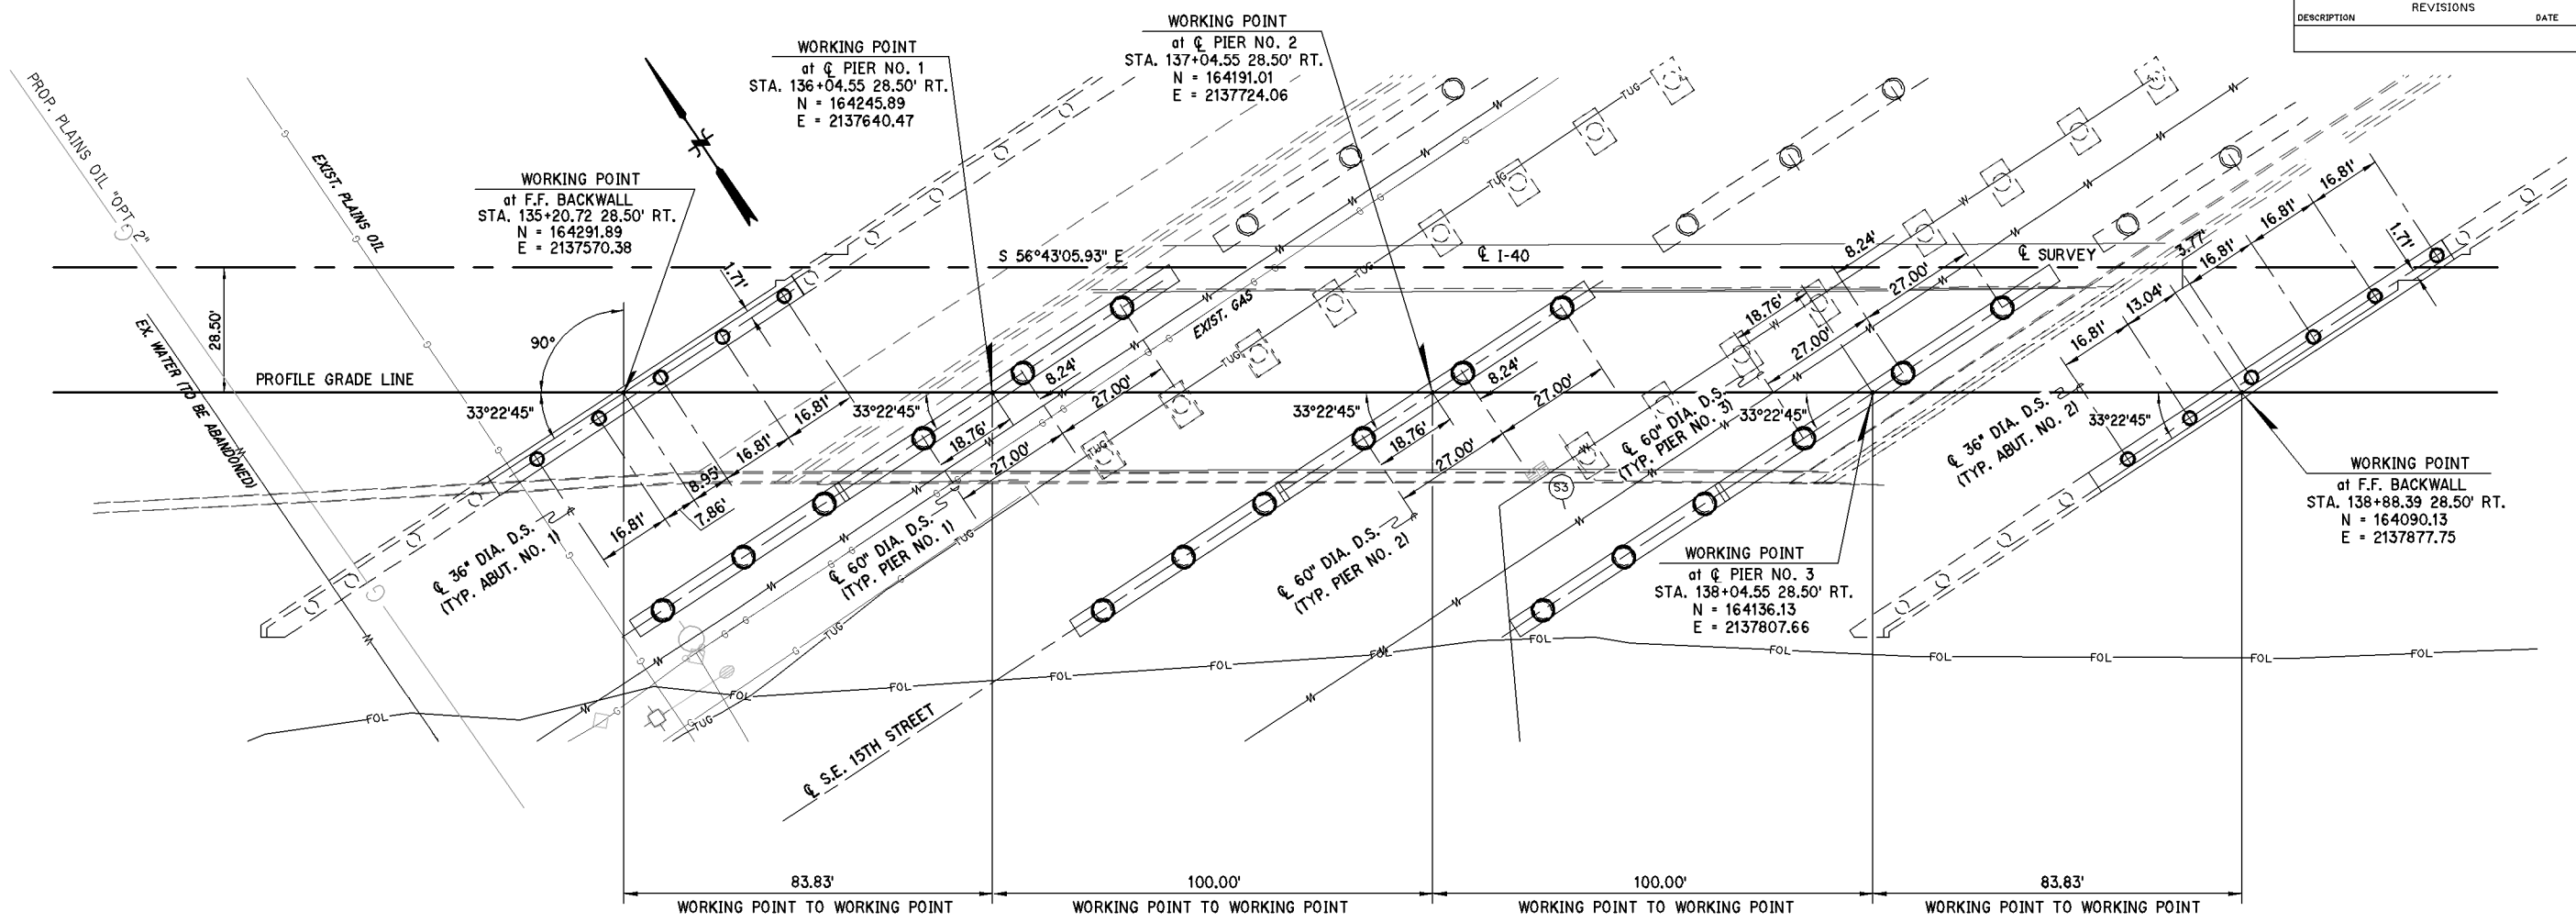 REVISIONS
DESCRIPTION DATE
WORKING POINT
at ℄ PIER NO. 2
STA. 137+04.55 28.50' RT.
N = 164191.01
E = 2137724.06
WORKING POINT
at ℄ PIER NO. 1
STA. 136+04.55 28.50' RT.
N = 164245.89
E = 2137640.47
WORKING POINT
at F.F. BACKWALL
STA. 135+20.72 28.50' RT.
N = 164291.89
E = 2137570.38
PROP. PLAINS OIL "OPT. 2"
EXIST. PLAINS OIL
EX. WATER (TO BE ABANDONED)
S 56°43'05.93" E
℄ I-40
℄ SURVEY
EXIST. GAS
28.50'
90°
PROFILE GRADE LINE
33°22'45"
33°22'45"
33°22'45"
33°22'45"
33°22'45"
1.71'
16.81'
16.81'
8.95'
7.86'
16.81'
8.24'
27.00'
18.76'
27.00'
8.24'
27.00'
18.76'
27.00'
8.24'
27.00'
18.76'
27.00'
16.81'
16.81'
3.77'
16.81'
13.04'
16.81'
1.71'
℄ 36" DIA. D.S.
(TYP. ABUT. NO. 1)
℄ 60" DIA. D.S.
(TYP. PIER NO. 1)
℄ 60" DIA. D.S.
(TYP. PIER NO. 2)
℄ 60" DIA. D.S.
(TYP. PIER NO. 3)
℄ 36" DIA. D.S.
(TYP. ABUT. NO. 2)
S3
WORKING POINT
at F.F. BACKWALL
STA. 138+88.39 28.50' RT.
N = 164090.13
E = 2137877.75
WORKING POINT
at ℄ PIER NO. 3
STA. 138+04.55 28.50' RT.
N = 164136.13
E = 2137807.66
TUG
TUG
TUG
TUG
TUG
TUG
TUG
TUG
FOL
FOL
FOL
FOL
FOL
FOL
FOL
FOL
FOL
FOL
FOL
FOL
FOL
℄ S.E. 15TH STREET
83.83'
100.00'
100.00'
83.83'
WORKING POINT TO WORKING POINT
WORKING POINT TO WORKING POINT
WORKING POINT TO WORKING POINT
WORKING POINT TO WORKING POINT